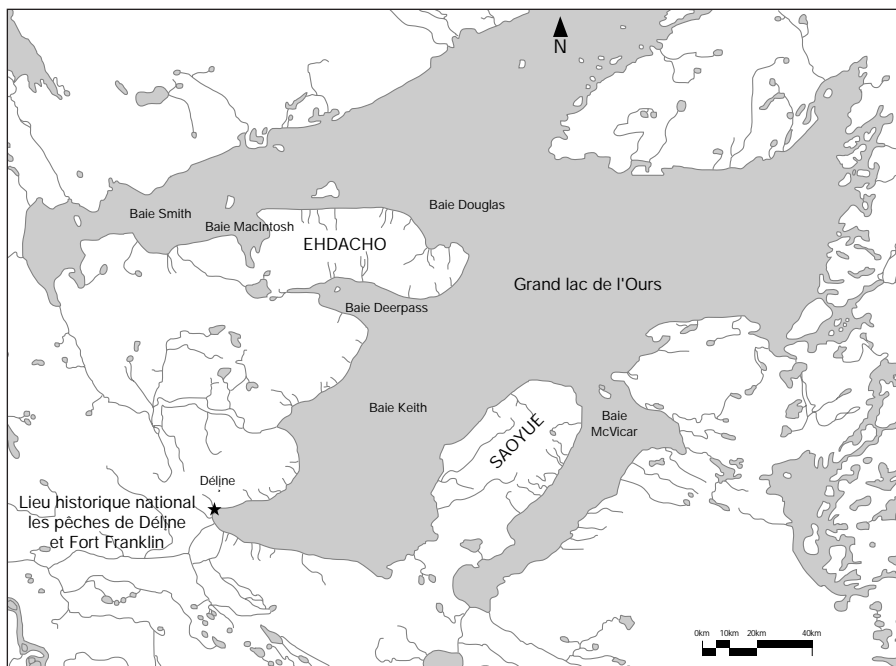 N
Baie Smith
Baie MacIntosh
Baie Douglas
EHDACHO
Grand lac de l'Ours
Baie Deerpass
Baie Keith
Baie
McVicar
SAOYUE
Déline
Lieu historique national
les pêches de Déline
et Fort Franklin
0km 10km 20km 40km